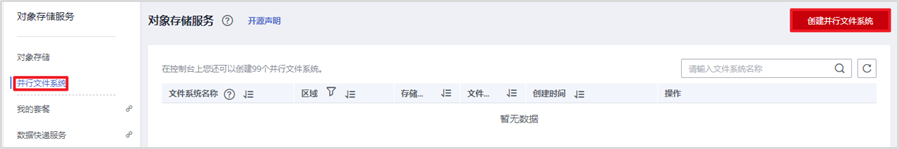 对象存储服务
对象存储
并行文件系统
我的套餐
数据快递服务
对象存储服务 ? 开源声明
创建并行文件系统
在控制台上您还可以创建99个并行文件系统。
请输入文件系统名称
文件系统名称 ? 区域 存储... 文件... 创建时间 操作
暂无数据